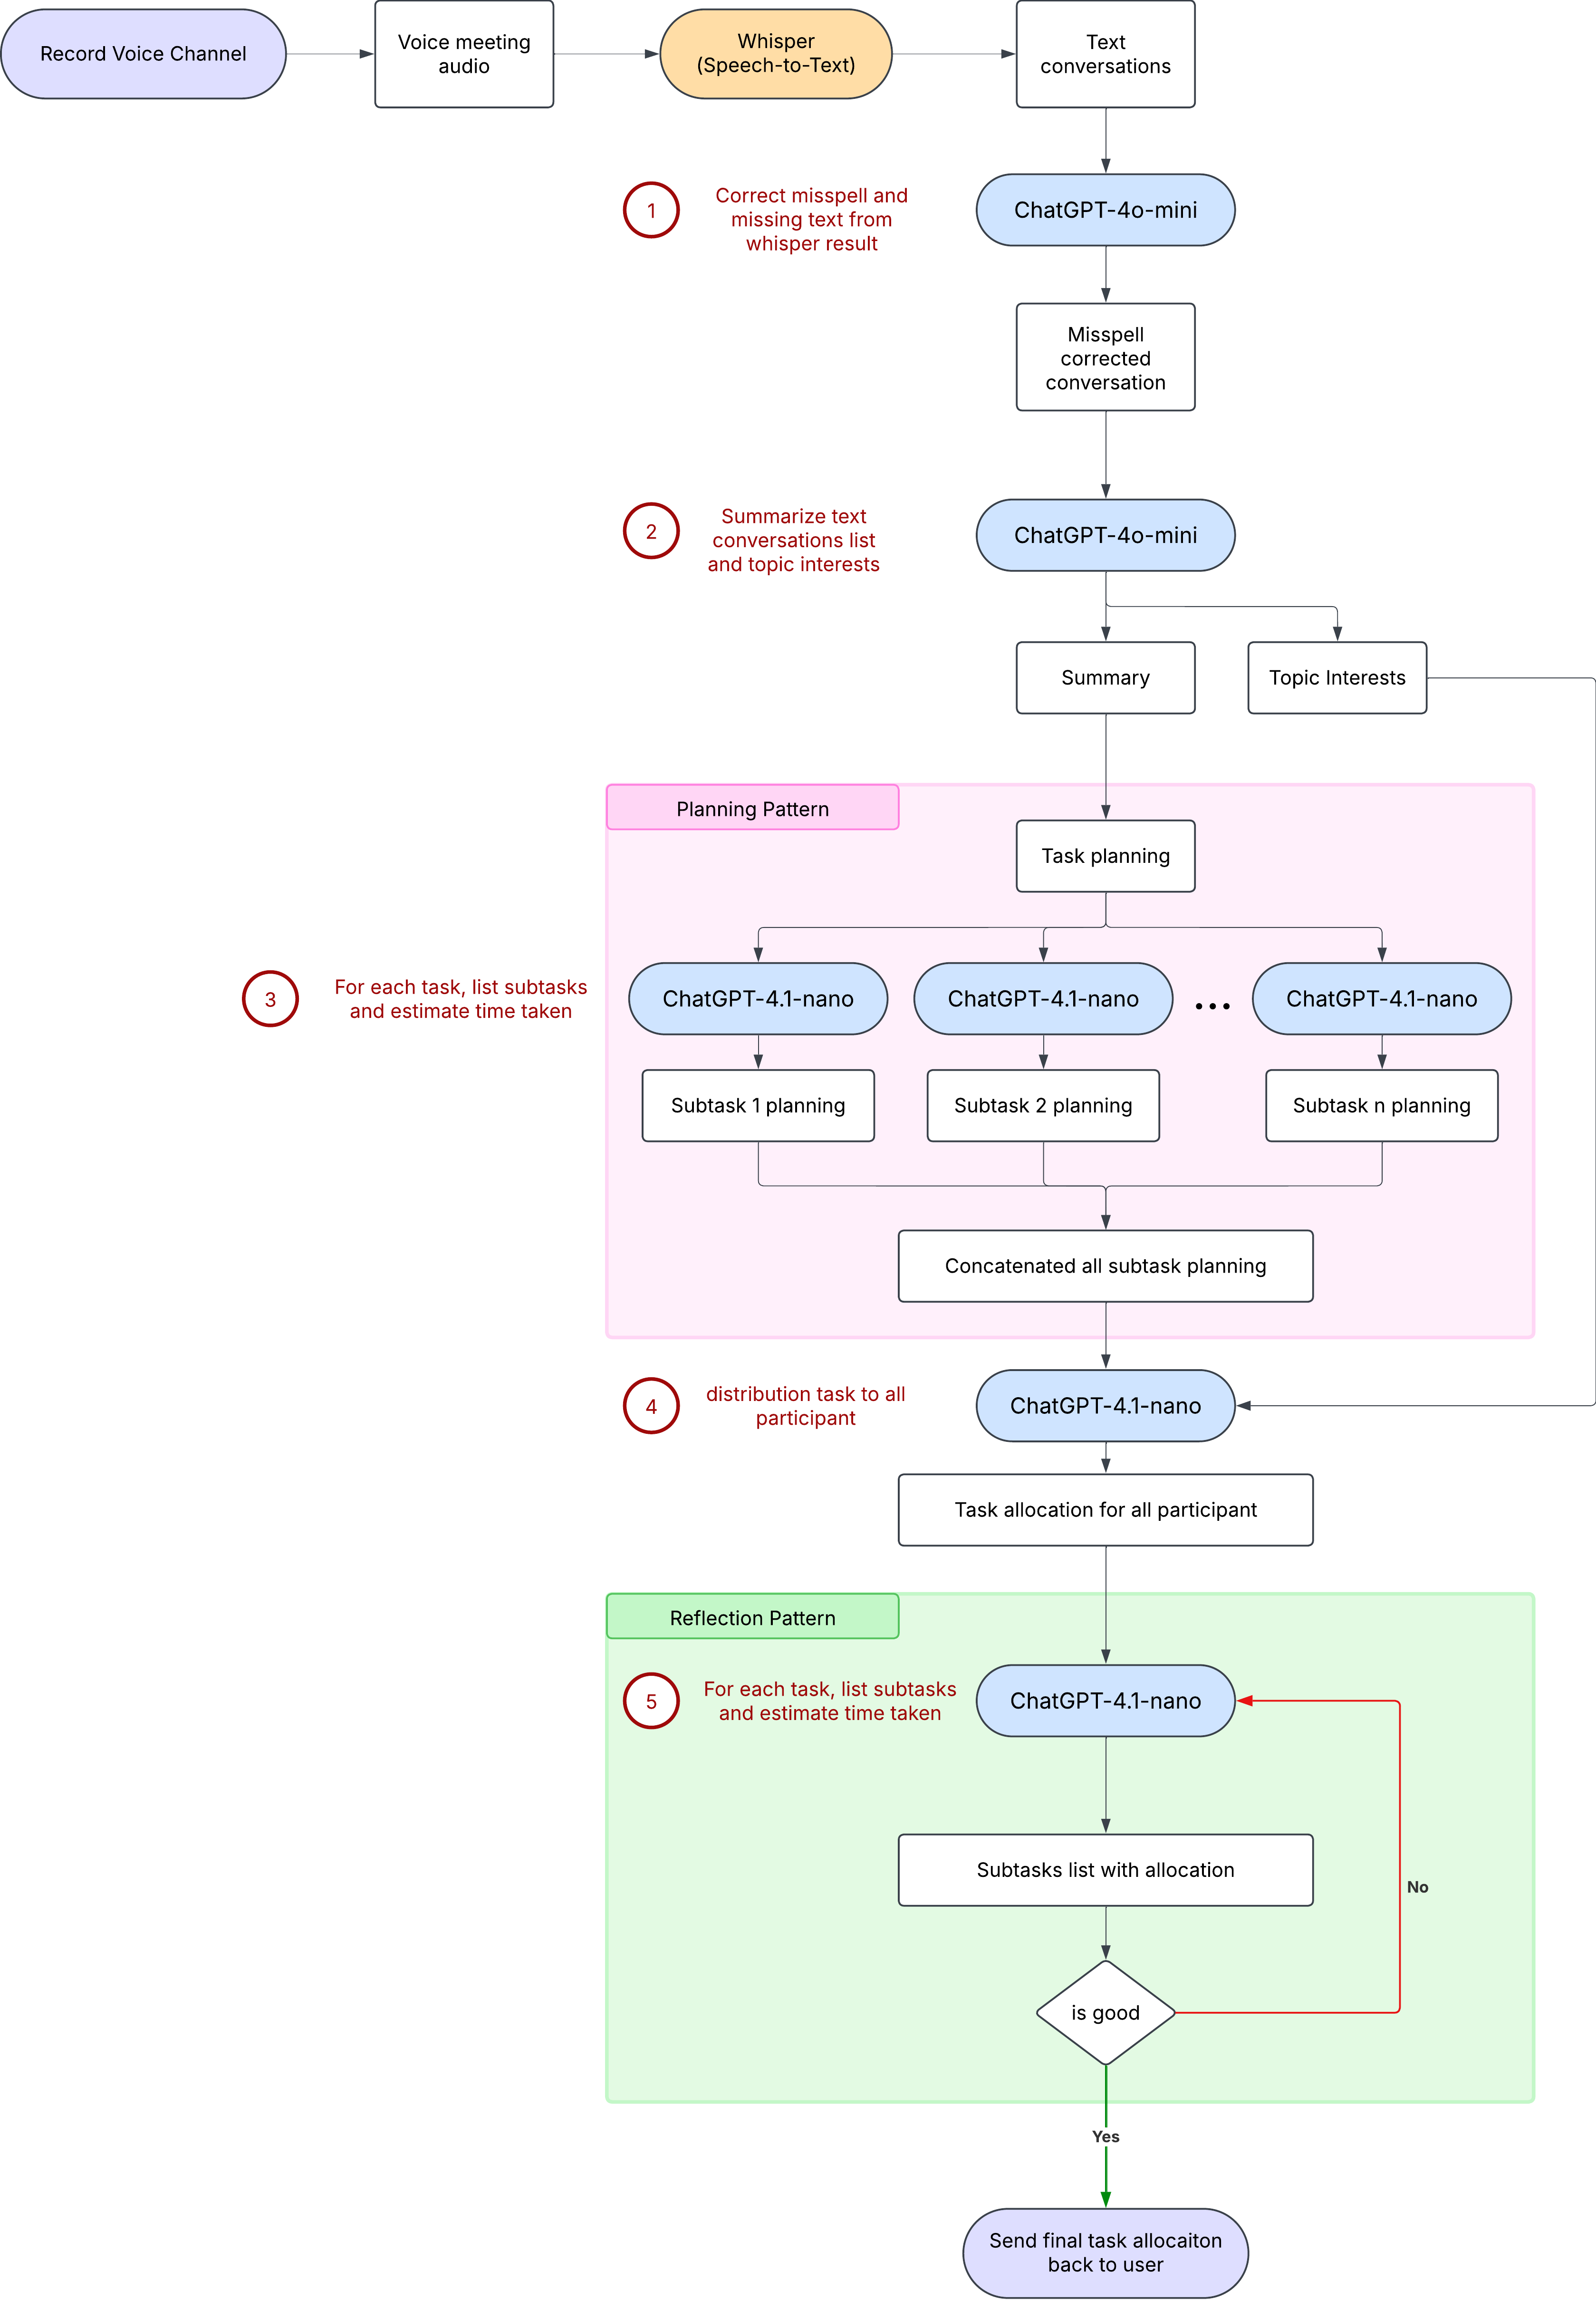 Record Voice Channel
Voice meeting
audio
Whisper
(Speech-to-Text)
Text
conversations
1
Correct misspell and
missing text from
whisper result
ChatGPT-4o-mini
Misspell
corrected
conversation
2
Summarize text
conversations list
and topic interests
ChatGPT-4o-mini
Summary
Topic Interests
Planning Pattern
Task planning
3
For each task, list subtasks
and estimate time taken
ChatGPT-4.1-nano
ChatGPT-4.1-nano
...
ChatGPT-4.1-nano
Subtask 1 planning
Subtask 2 planning
Subtask n planning
Concatenated all subtask planning
4
distribution task to all
participant
ChatGPT-4.1-nano
Task allocation for all participant
Reflection Pattern
5
For each task, list subtasks
and estimate time taken
ChatGPT-4.1-nano
Subtasks list with allocation
No
is good
Yes
Send final task allocaiton
back to user